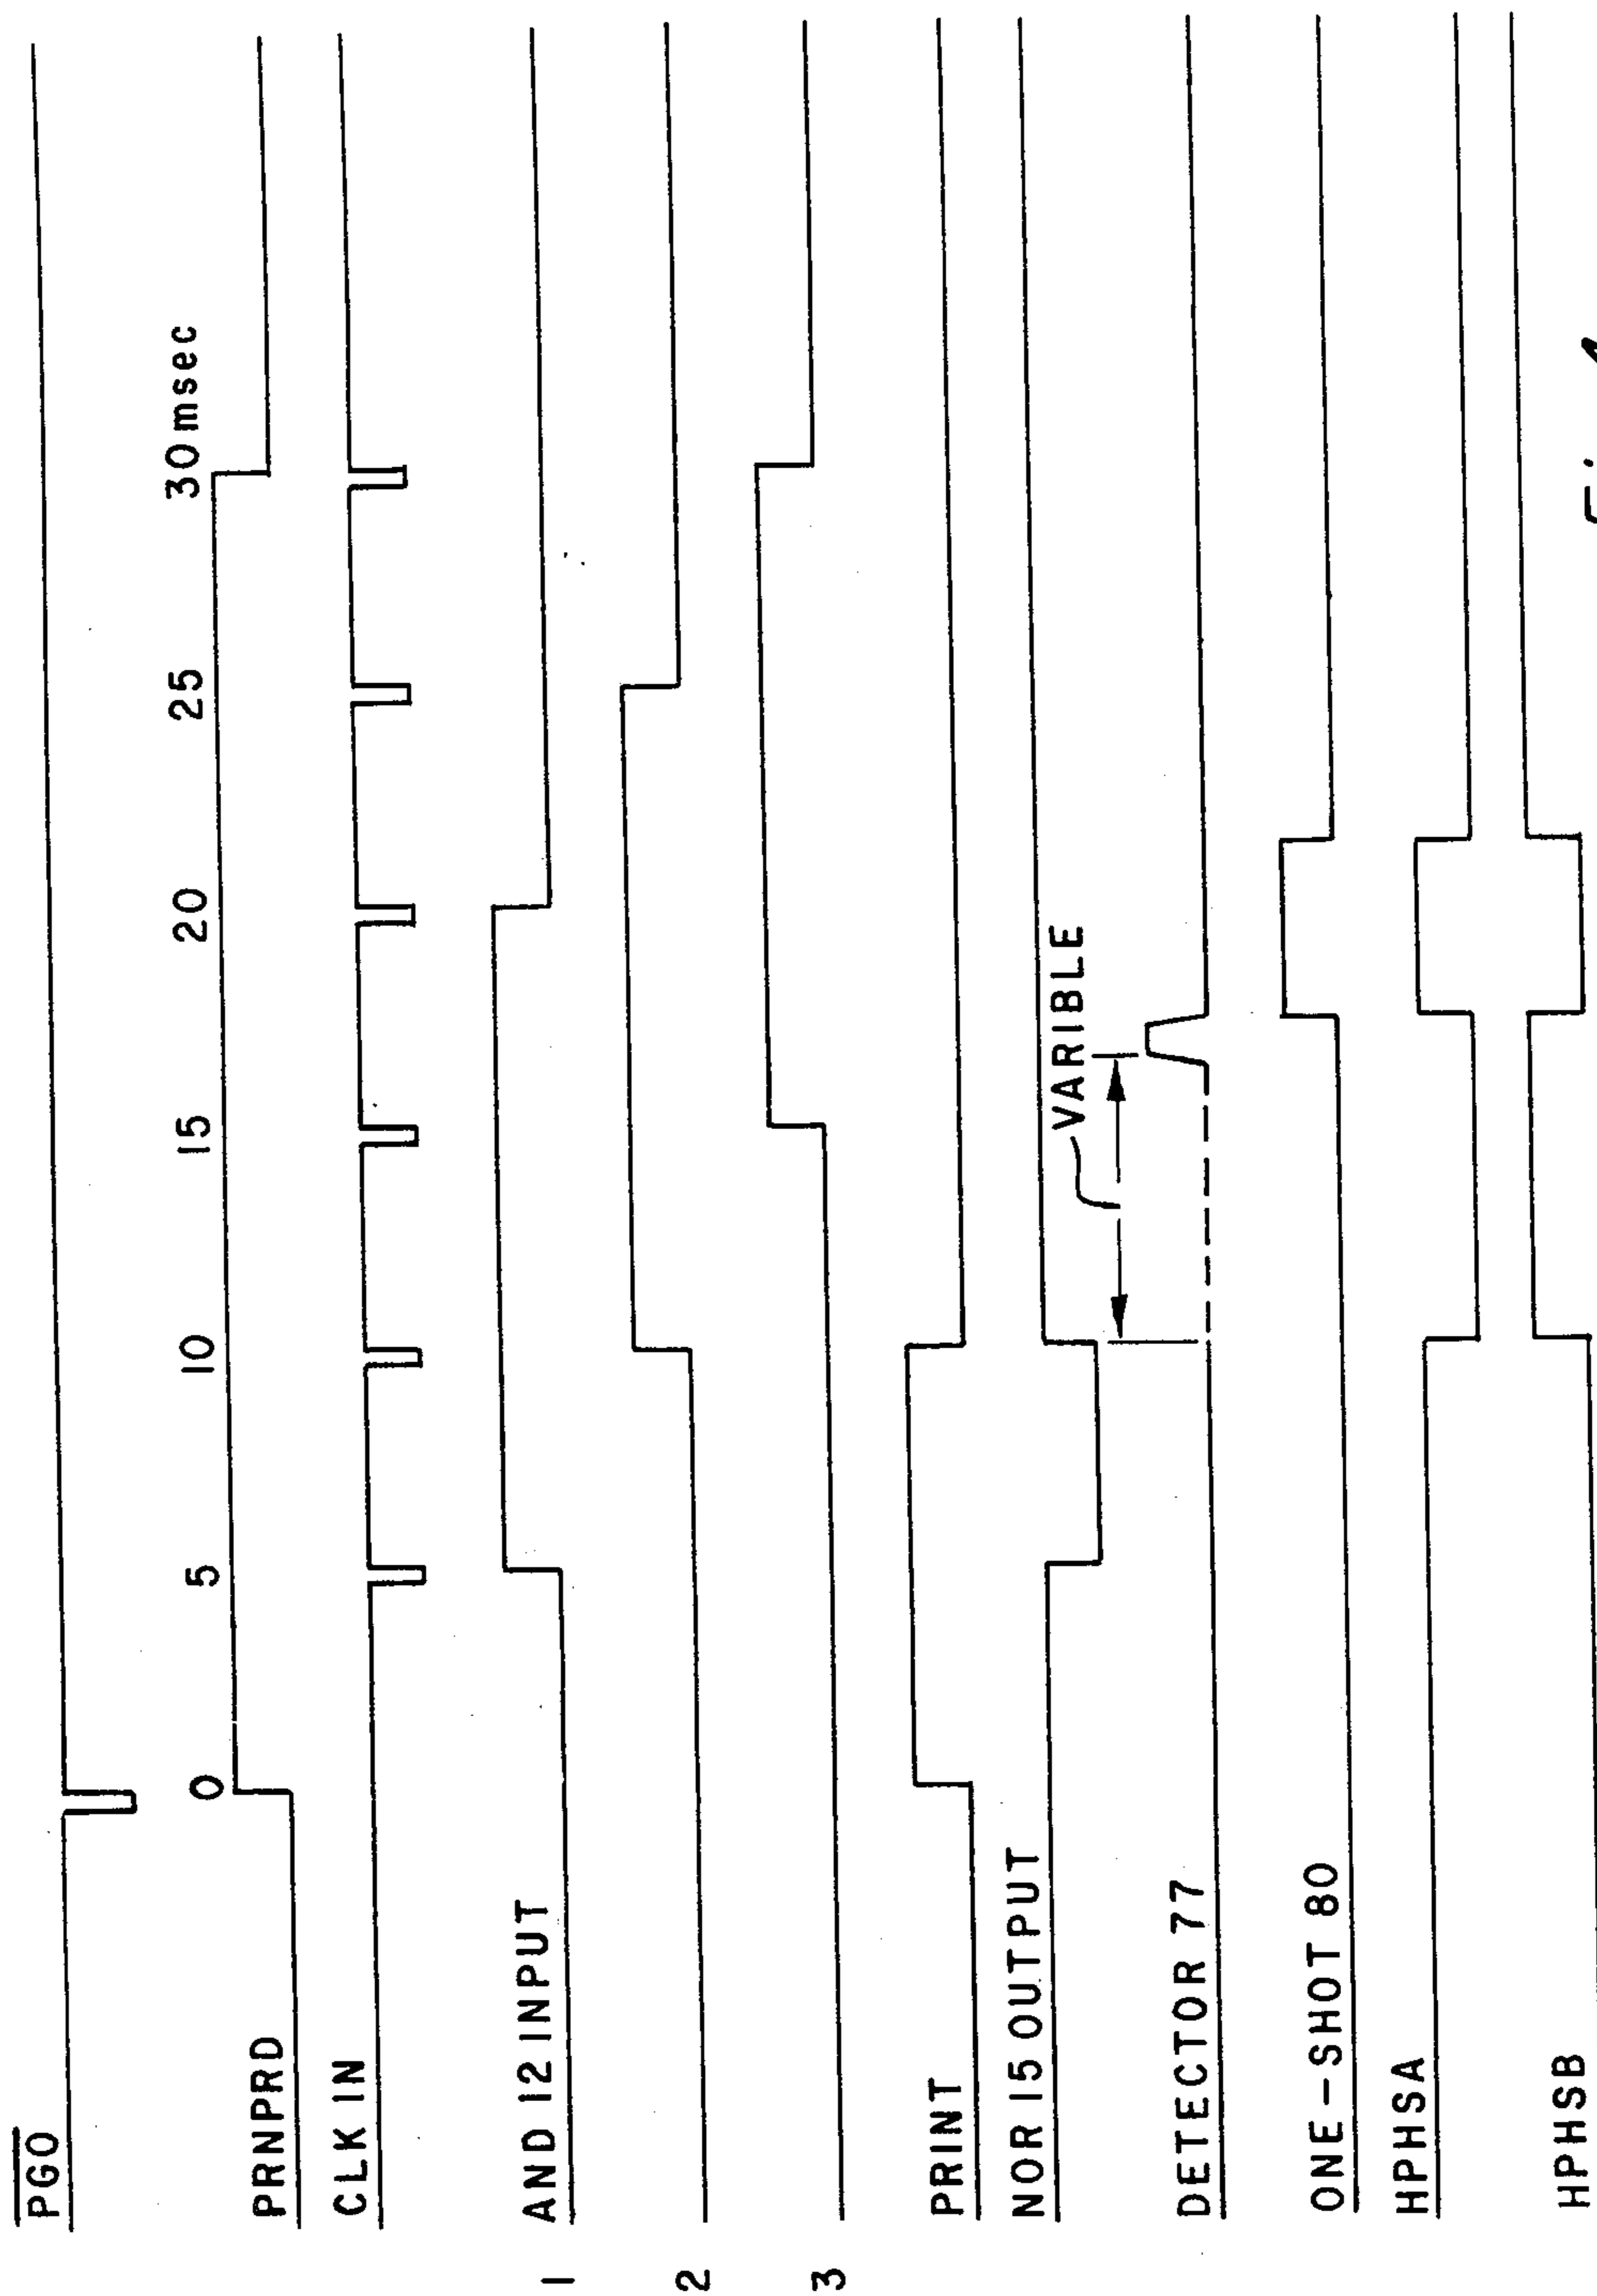 PGO
0 5 10 15 20 25 30 msec
PRNPRD
CLK IN
AND 12 INPUT
1
2
3
PRINT
NOR 15 OUTPUT
VARIBLE
DETECTOR 77
ONE-SHOT 80
HPHSA
HPHSB